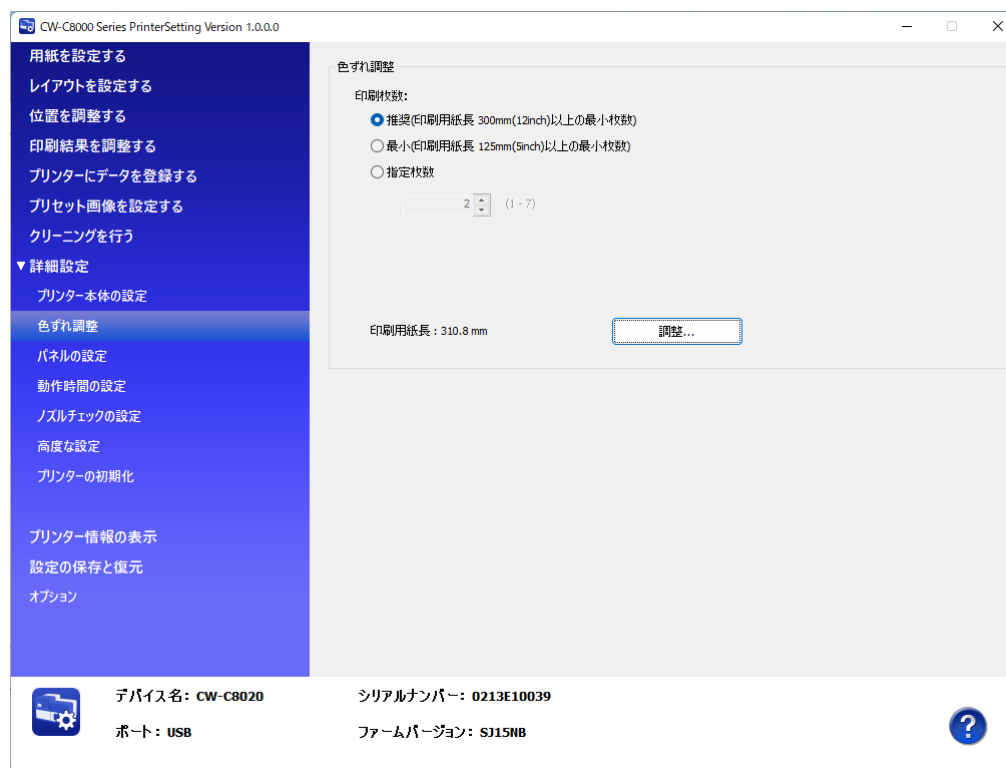 CW-C8000 Series PrinterSetting Version 1.0.0.0
用紙を設定する
レイアウトを設定する
位置を調整する
印刷結果を調整する
プリンターにデータを登録する
プリセット画像を設定する
クリーニングを行う
▼詳細設定
プリンター本体の設定
色ずれ調整
パネルの設定
動作時間の設定
ノズルチェックの設定
高度な設定
プリンターの初期化
プリンター情報の表示
設定の保存と復元
オプション
色ずれ調整
印刷枚数:
推奨(印刷用紙長 300mm(12inch)以上の最小枚数)
最小(印刷用紙長 125mm(5inch)以上の最小枚数)
指定枚数
2 (1 - 7)
印刷用紙長 : 310.8 mm 調整...
デバイス名: CW-C8020 シリアルナンバー: 0213E10039
ポート: USB ファームバージョン: SJ15NB
?